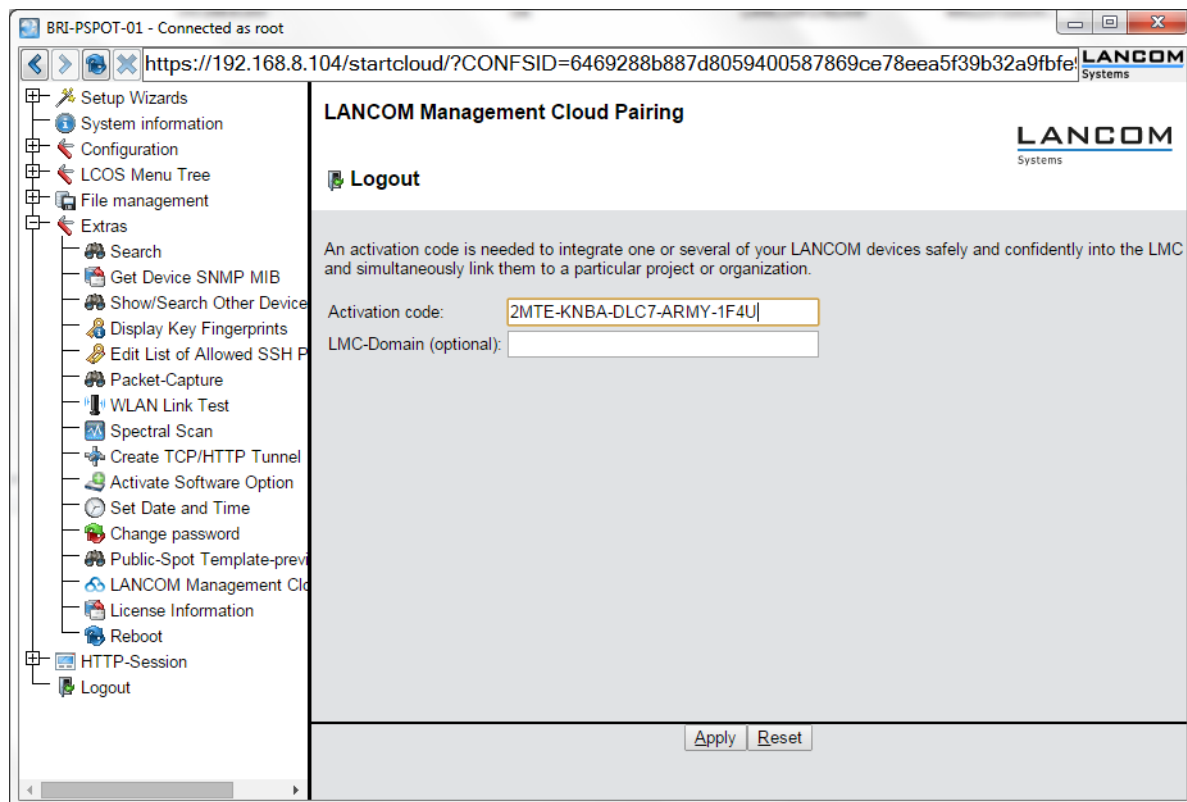 BRI-PSPOT-01 - Connected as root
https://192.168.8.104/startcloud/?CONFSID=6469288b887d8059400587869ce78eea5f39b32a9fbfe
LANCOM
Systems
Setup Wizards
System information
Configuration
LCOS Menu Tree
File management
Extras
Search
Get Device SNMP MIB
Show/Search Other Device
Display Key Fingerprints
Edit List of Allowed SSH P
Packet-Capture
WLAN Link Test
Spectral Scan
Create TCP/HTTP Tunnel
Activate Software Option
Set Date and Time
Change password
Public-Spot Template-previ
LANCOM Management Clo
License Information
Reboot
HTTP-Session
Logout
LANCOM Management Cloud Pairing
LANCOM
Systems
Logout
An activation code is needed to integrate one or several of your LANCOM devices safely and confidently into the LMC
and simultaneously link them to a particular project or organization.
Activation code: 2MTE-KNBA-DLC7-ARMY-1F4U
LMC-Domain (optional):
Apply Reset